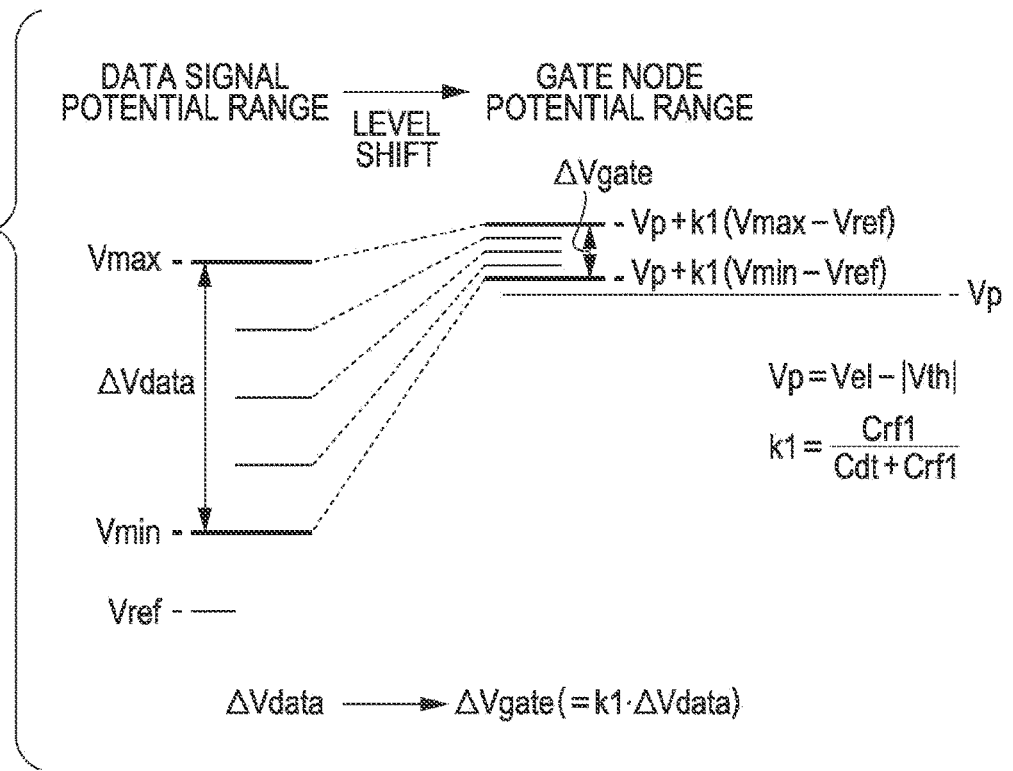 DATA SIGNAL
POTENTIAL RANGE
LEVEL
SHIFT
GATE NODE
POTENTIAL RANGE
ΔVgate
Vmax
Vp+k1(Vmax−Vref)
Vp+k1(Vmin−Vref)
Vp
ΔVdata
Vp=Vel−|Vth|
k1= Crf1
Cdt+Crf1
Vmin
Vref
ΔVdata → ΔVgate(=k1·ΔVdata)